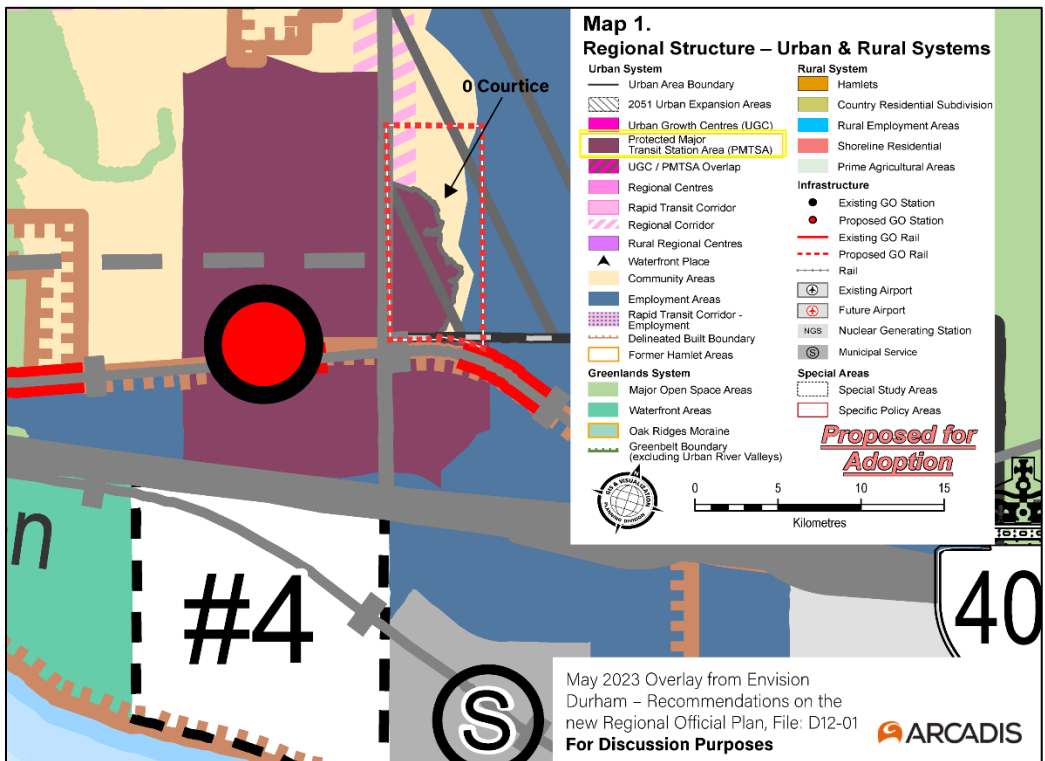 Map 1.
Regional Structure – Urban & Rural Systems
Urban System
Urban Area Boundary
2051 Urban Expansion Areas
Urban Growth Centres (UGC)
Protected Major
Transit Station Area (PMTSA)
UGC / PMTSA Overlap
Regional Centres
Rapid Transit Corridor
Regional Corridor
Rural Regional Centres
Waterfront Place
Community Areas
Employment Areas
Rapid Transit Corridor -
Employment
Delineated Built Boundary
Former Hamlet Areas
Greenlands System
Major Open Space Areas
Waterfront Areas
Oak Ridges Moraine
Greenbelt Boundary
(excluding Urban River Valleys)
Rural System
Hamlets
Country Residential Subdivision
Rural Employment Areas
Shoreline Residential
Prime Agricultural Areas
Infrastructure
Existing GO Station
Proposed GO Station
Existing GO Rail
Proposed GO Rail
Rail
Existing Airport
Future Airport
NGS Nuclear Generating Station
S Municipal Service
Special Areas
Special Study Areas
Specific Policy Areas
Proposed for
Adoption
GIS & VISUALIZATION
PLANNING DIVISION
0 5 10 15
Kilometres
0 Courtice
n
#4
S
40
May 2023 Overlay from Envision
Durham – Recommendations on the
new Regional Official Plan, File: D12-01
For Discussion Purposes
ARCADIS